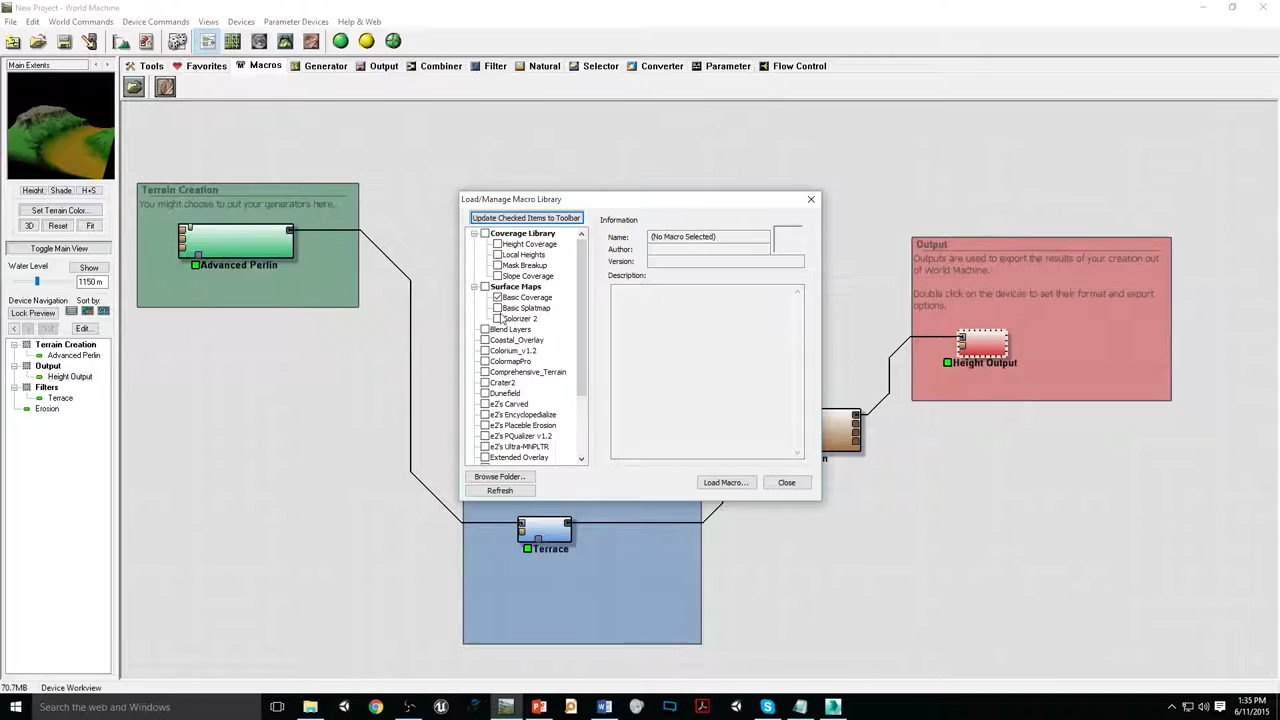 New Project - World Machine
File Edit World Commands Device Commands Views Devices Parameter Devices Help & Web
Main Extents
Tools Favorites Macros Generator Output Combiner Filter Natural Selector Converter Parameter Flow Control
Height Shade H+S
Set Terrain Color...
3D Reset Fit
Toggle Main View
Water Level Show
1150 m
Device Navigation Sort by:
Lock Preview
Edit...
Terrain Creation
Advanced Perlin
Output
Height Output
Filters
Terrace
Erosion
Terrain Creation
You might choose to put your generators here..
Advanced Perlin
Load/Manage Macro Library
Update Checked Items to Toolbar
Coverage Library
Height Coverage
Local Heights
Mask Breakup
Slope Coverage
Surface Maps
Basic Coverage
Basic Splatmap
Colorizer 2
Blend Layers
Coastal_Overlay
Colorium_v1.2
ColormapPro
Comprehensive_Terrain
Crater2
Dunefield
e2's Carved
e2's Encyclopedialize
e2's Placeble Erosion
e2's PQualizer v1.2
e2's Ultra-MNPLTR
Extended Overlay
Browse Folder..
Refresh
Information
Name: (No Macro Selected)
Author:
Version:
Description:
Load Macro... Close
Output
Outputs are used to export the results of your creation out
of World Machine.
Double click on the devices to set their format and export
options.
Height Output
n
Terrace
70.7MB Device Workview
Search the web and Windows
1:35 PM
6/11/2015